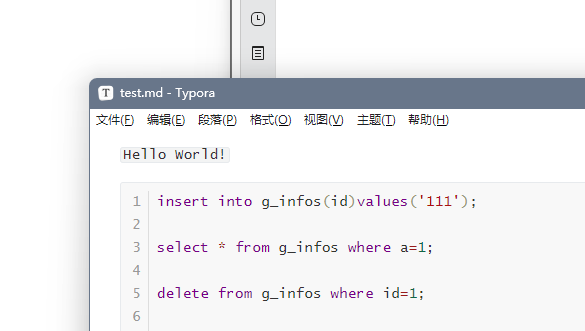 test.md - Typora
文件(F) 编辑(E) 段落(P) 格式(O) 视图(V) 主题(T) 帮助(H)
Hello World!
1 insert into g_infos(id)values('111');
2
3 select * from g_infos where a=1;
4
5 delete from g_infos where id=1;
6